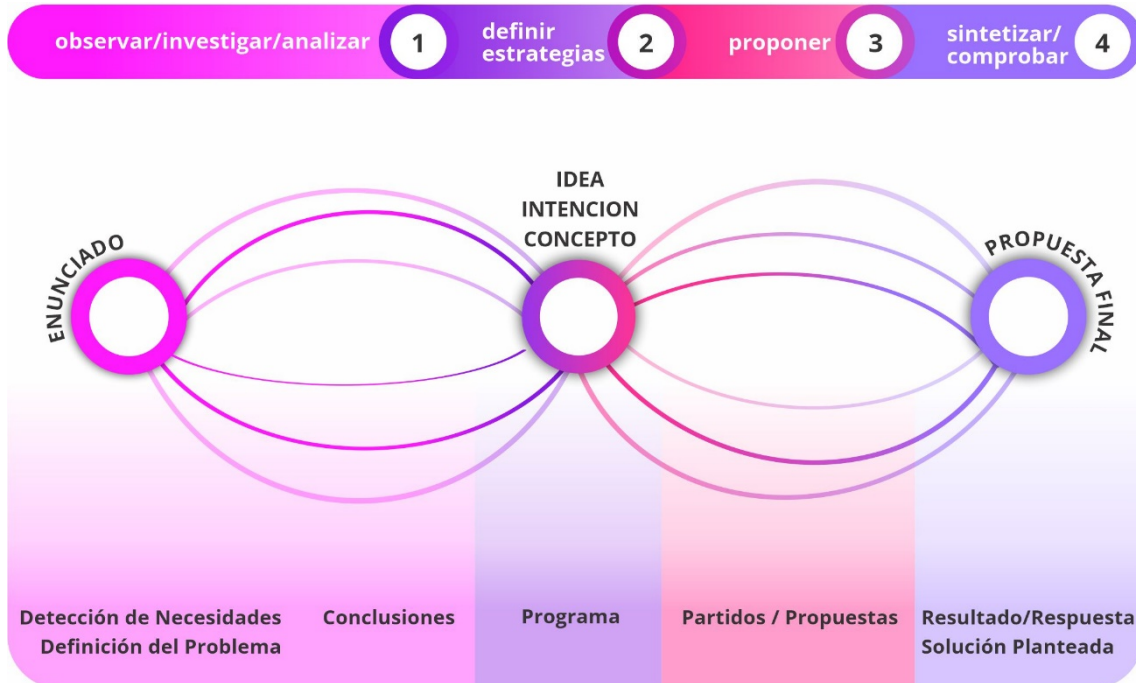 observar/investigar/analizar
1
definir
estrategias
2
proponer
3
sintetizar/
comprobar
4
ENUNCIADO
IDEA
INTENCION
CONCEPTO
PROPUESTA FINAL
Detección de Necesidades
Definición del Problema
Conclusiones
Programa
Partidos / Propuestas
Resultado/Respuesta
Solución Planteada